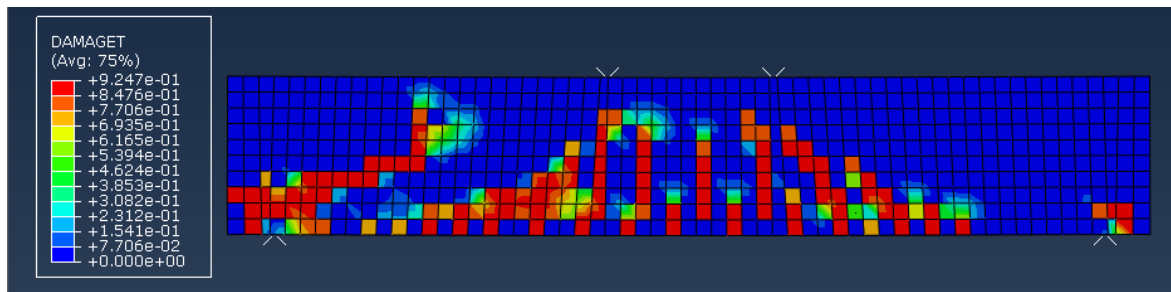 DAMAGET
(Avg: 75%)
+9.247e-01
+8.476e-01
+7.706e-01
+6.935e-01
+6.165e-01
+5.394e-01
+4.624e-01
+3.853e-01
+3.082e-01
+2.312e-01
+1.541e-01
+7.706e-02
+0.000e+00